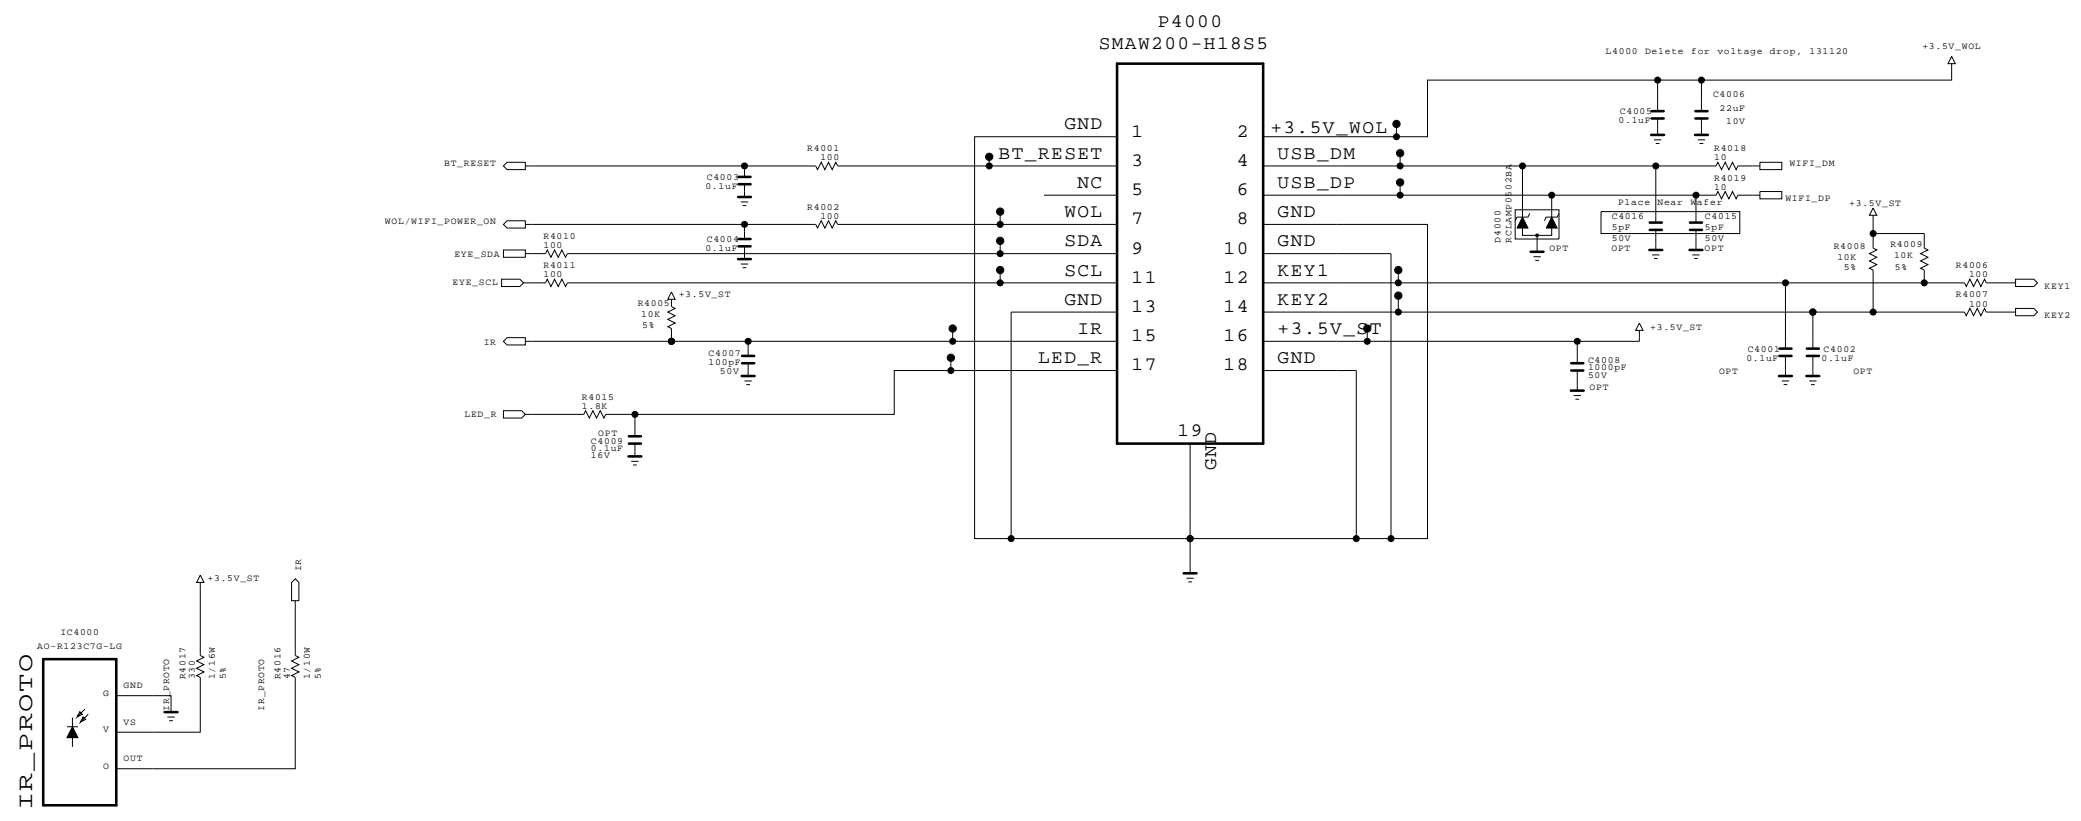 P4000
SMAW200-H18S5
L4000 Delete for voltage drop, 131120
+3.5V_WOL
C4005
0.1uF
C4006
22uF
10V
GND
1
2
+3.5V_WOL
BT_RESET
R4001
100
C4003
0.1uF
BT_RESET
3
4
USB_DM
R4018
10
WIFI_DM
NC
5
6
USB_DP
R4019
10
WIFI_DP
WOL/WIFI_POWER_ON
R4002
100
C4004
0.1uF
WOL
7
8
GND
D4000
RCLAMP0502BA
OPT
Place Near Wafer
C4016
5pF
50V
OPT
C4015
5pF
50V
OPT
+3.5V_ST
R4008
10K
5%
R4009
10K
5%
EYE_SDA
R4010
100
SDA
9
10
GND
EYE_SCL
R4011
100
SCL
11
12
KEY1
R4006
100
KEY1
GND
13
14
KEY2
R4007
100
KEY2
+3.5V_ST
R4005
10K
5%
IR
C4007
100pF
50V
IR
15
16
+3.5V_ST
+3.5V_ST
C4008
1000pF
50V
OPT
C4001
0.1uF
OPT
C4002
0.1uF
OPT
LED_R
17
18
GND
LED_R
R4015
1.8K
OPT
C4009
0.1uF
16V
19
GND
IR
+3.5V_ST
IC4000
AO-R123C7G-LG
IR_PROTO
G
GND
V
VS
O
OUT
IR_PROTO
R4017
330
1/16W
5%
IR_PROTO
R4016
47
1/10W
5%